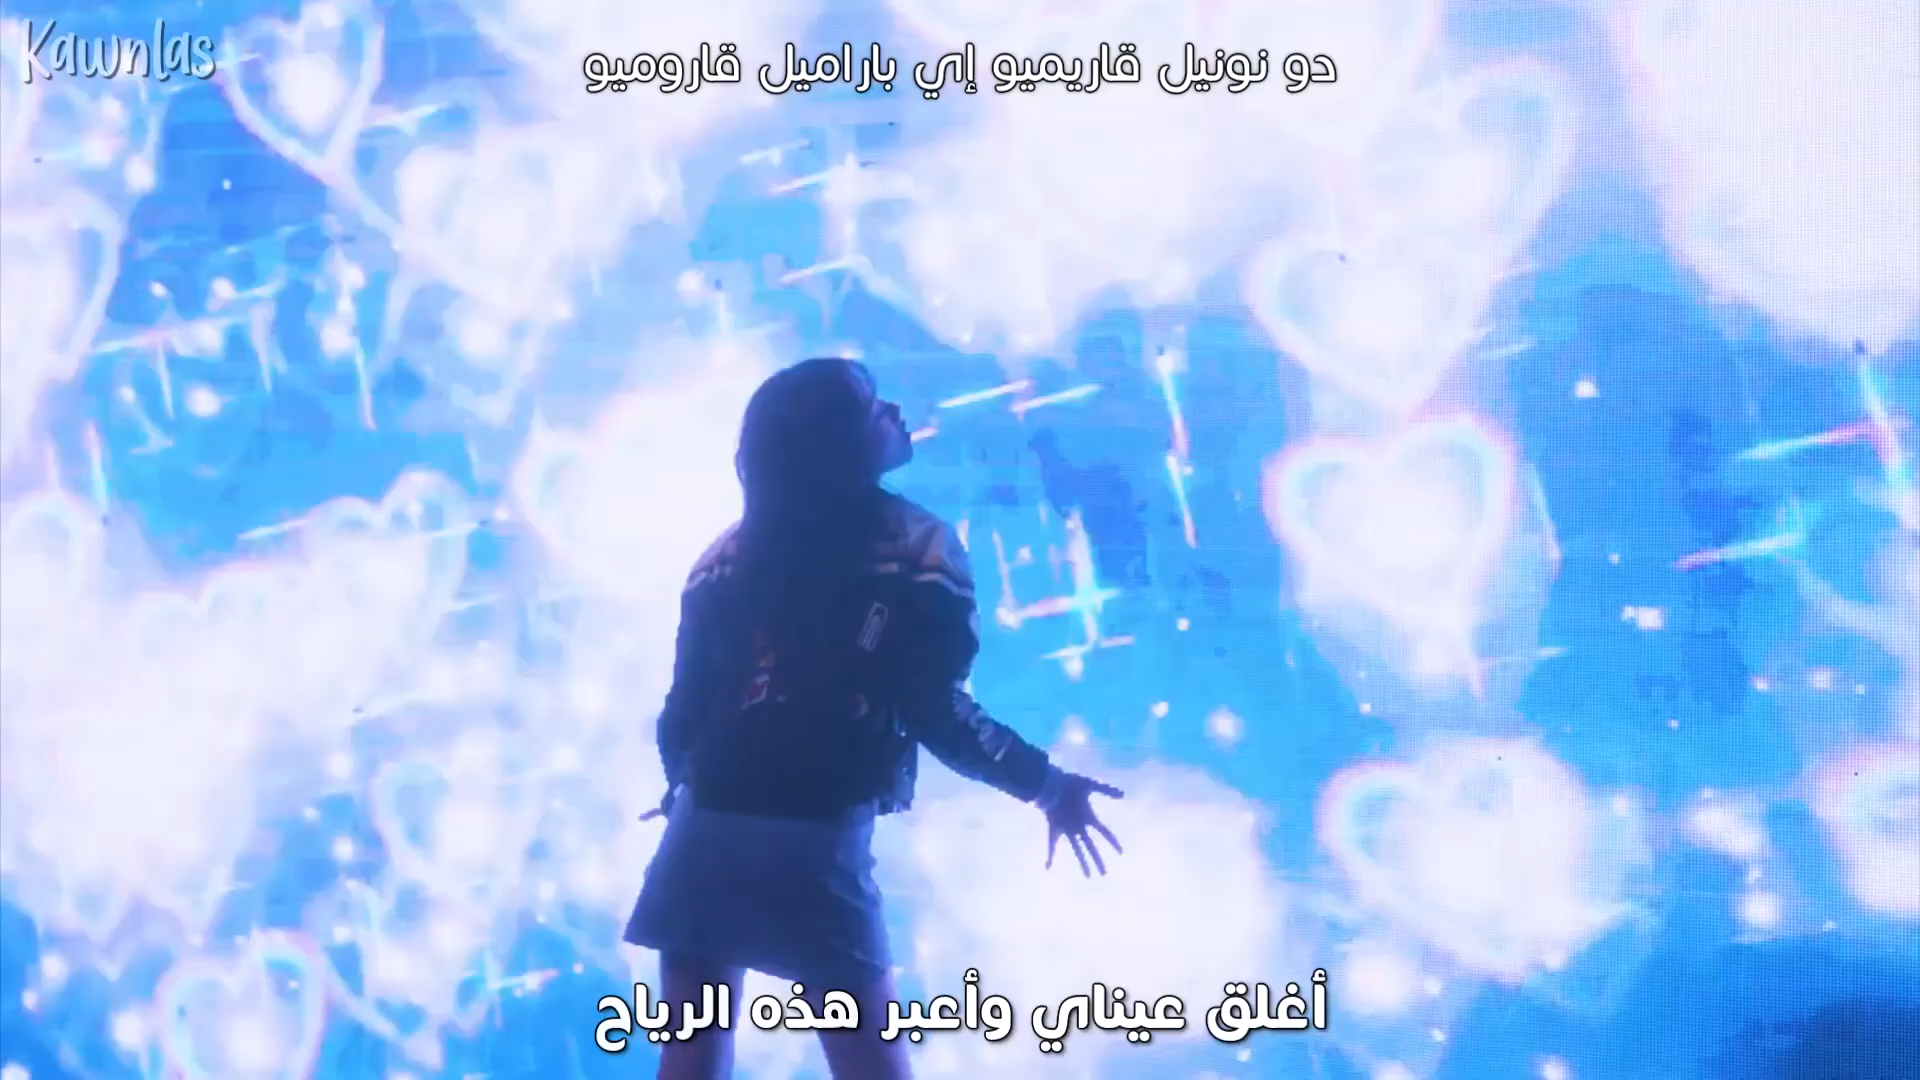 Kawnlas
دو نونيل قاريميو إي باراميل قاروميو
أغلق عيناي وأعبر هذه الرياح